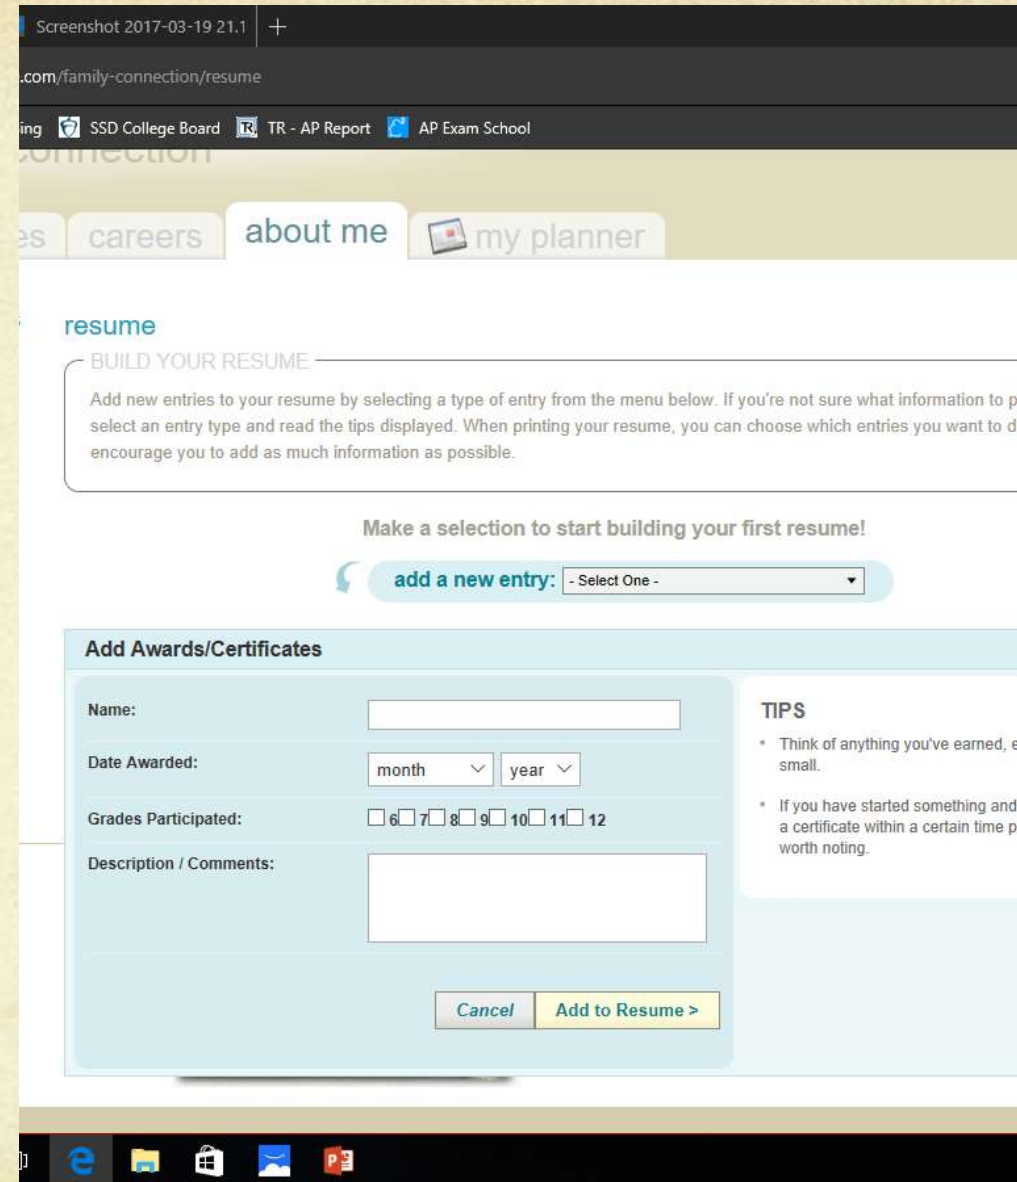 Screenshot 2017-03-19 21.1
.com/family-connection/resume
ing SSD College Board TR - AP Report AP Exam School
connection
es careers about me my planner
resume
BUILD YOUR RESUME
Add new entries to your resume by selecting a type of entry from the menu below. If you're not sure what information to p
select an entry type and read the tips displayed. When printing your resume, you can choose which entries you want to d
encourage you to add as much information as possible.
Make a selection to start building your first resume!
add a new entry: - Select One -
Add Awards/Certificates
Name:
Date Awarded: month year
Grades Participated: 6 7 8 9 10 11 12
Description / Comments:
Cancel Add to Resume >
TIPS
Think of anything you've earned, e
small.
If you have started something and
a certificate within a certain time p
worth noting.